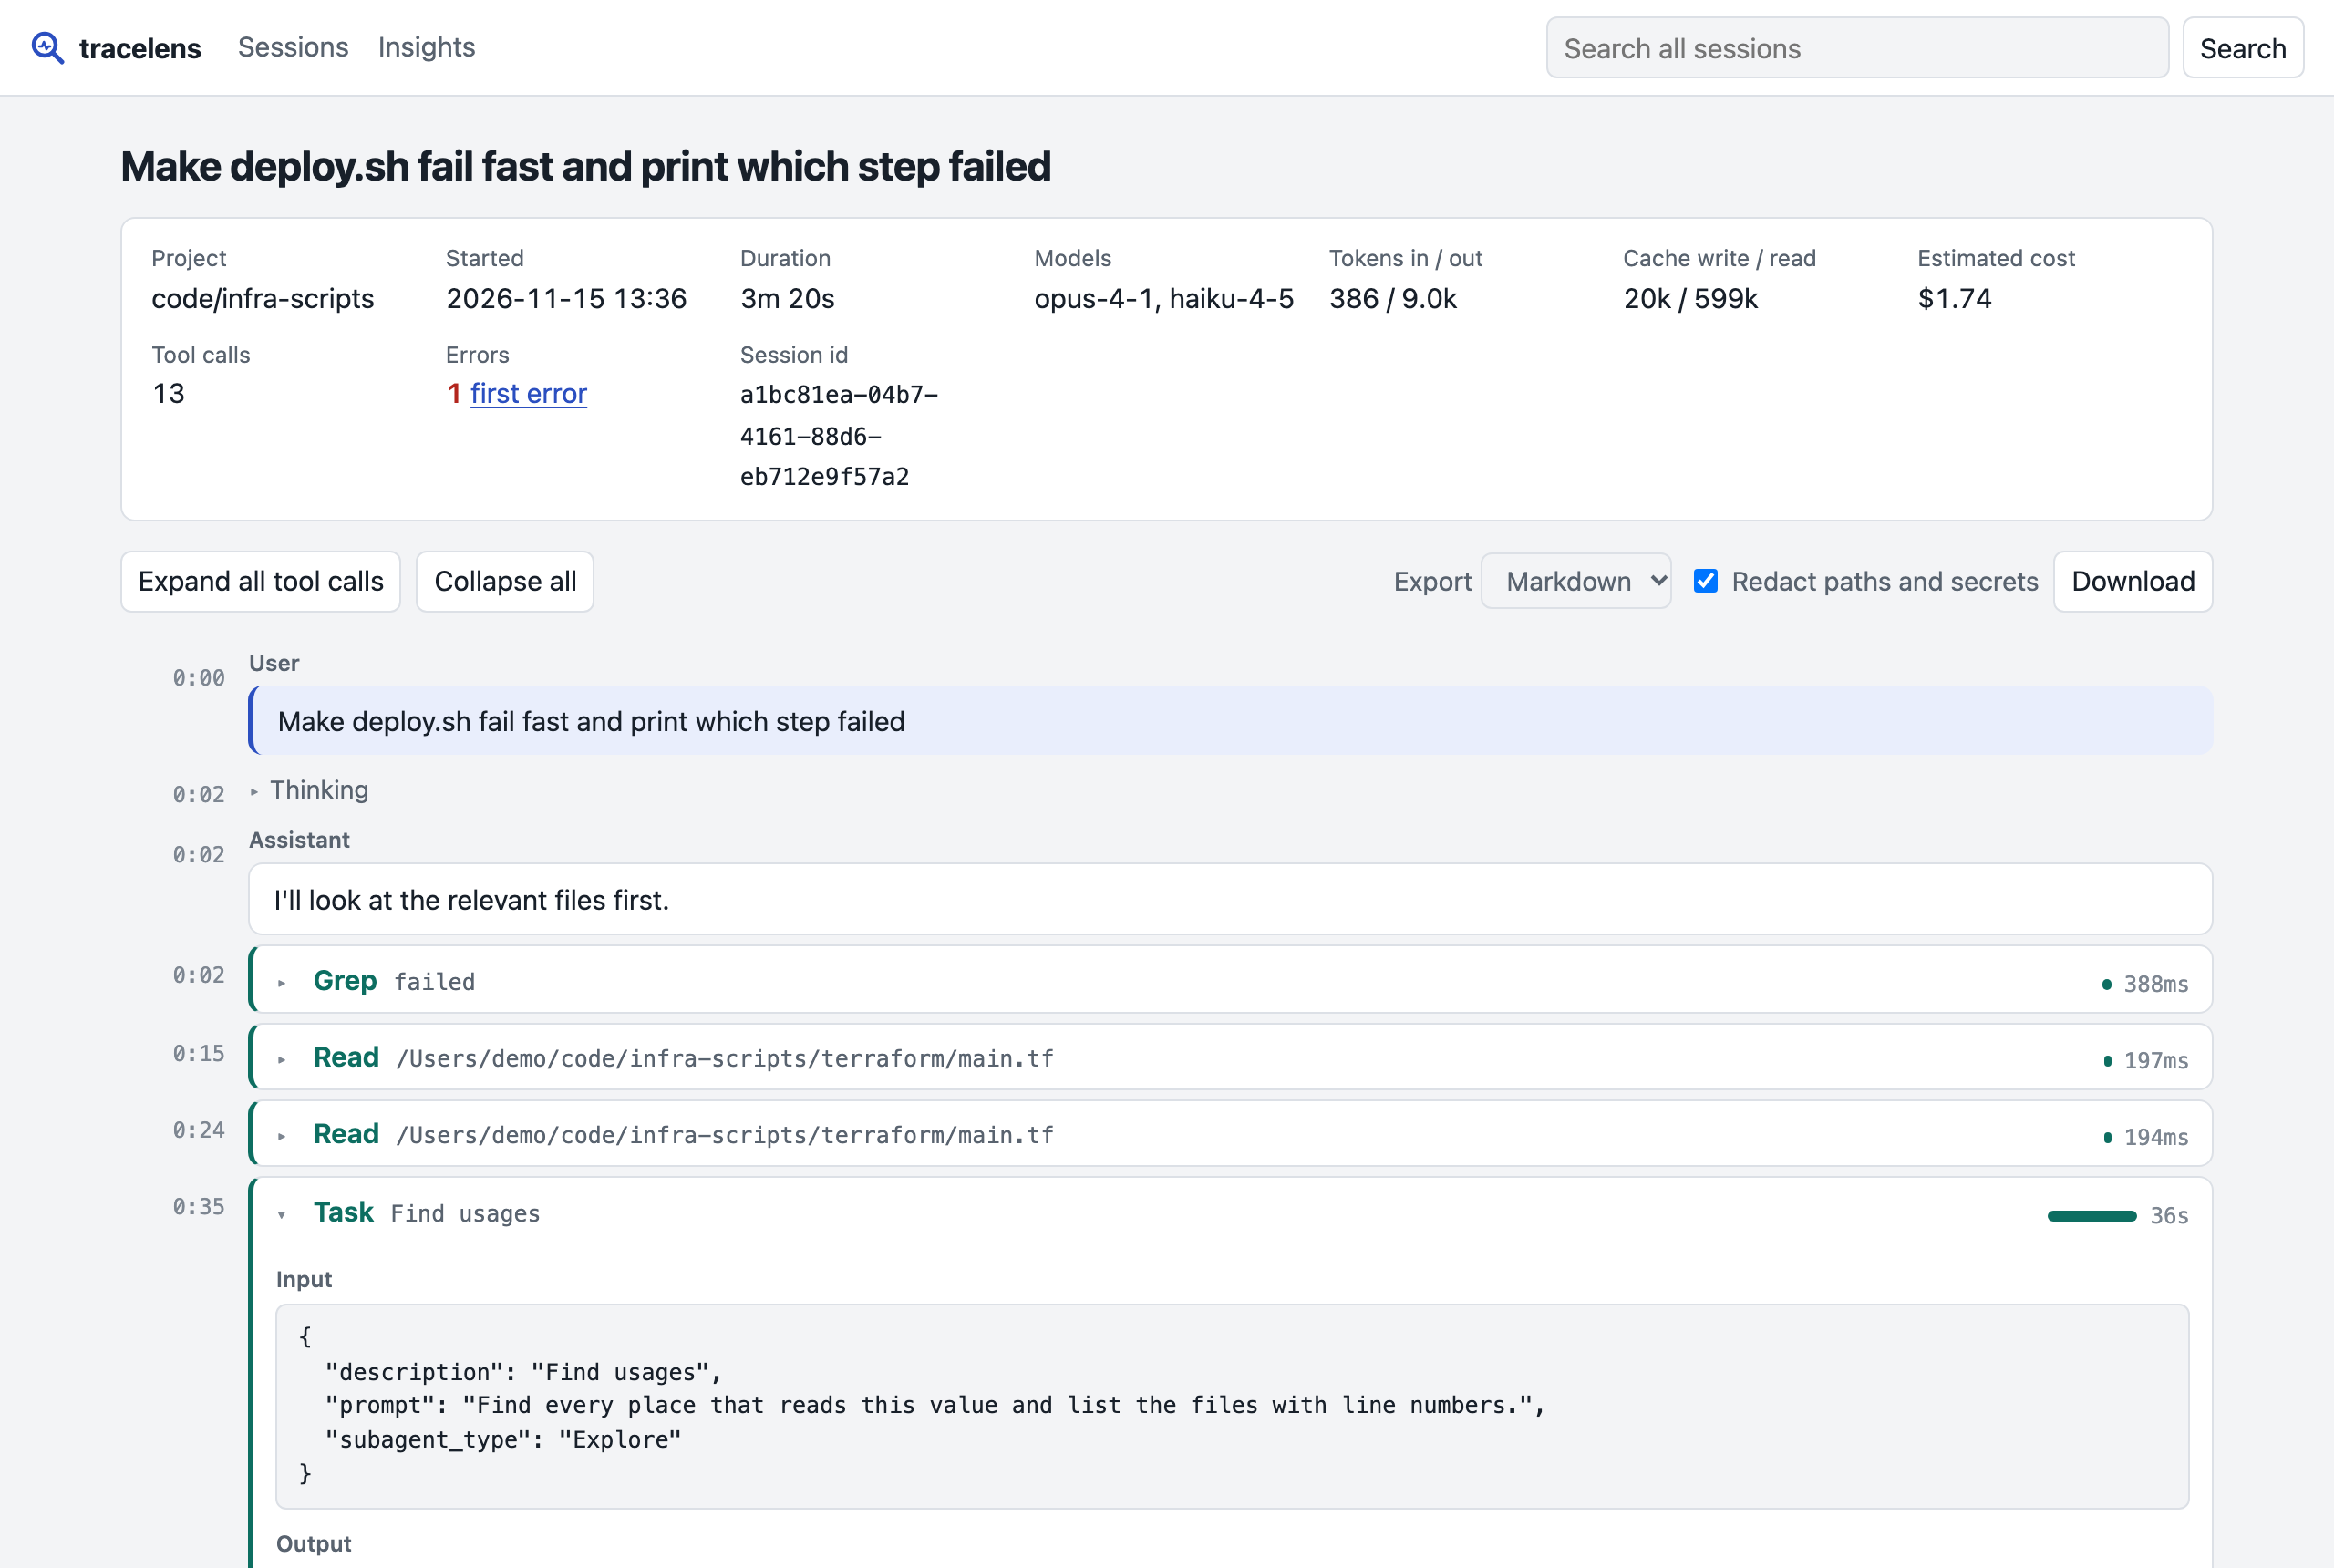 tracelens Sessions Insights Search all sessions Search
Make deploy.sh fail fast and print which step failed
Project Started Duration Models Tokens in / out Cache write / read Estimated cost
code/infra-scripts 2026-11-15 13:36 3m 20s opus-4-1, haiku-4-5 386 / 9.0k 20k / 599k $1.74
Tool calls Errors Session id
13 1 first error a1bc81ea-04b7-
4161-88d6-
eb712e9f57a2
Expand all tool calls Collapse all Export Markdown Redact paths and secrets Download
User
0:00
Make deploy.sh fail fast and print which step failed
0:02 Thinking
Assistant
0:02
I'll look at the relevant files first.
0:02 Grep failed 388ms
0:15 Read /Users/demo/code/infra-scripts/terraform/main.tf 197ms
0:24 Read /Users/demo/code/infra-scripts/terraform/main.tf 194ms
0:35 Task Find usages 36s
Input
{
"description": "Find usages",
"prompt": "Find every place that reads this value and list the files with line numbers.",
"subagent_type": "Explore"
}
Output